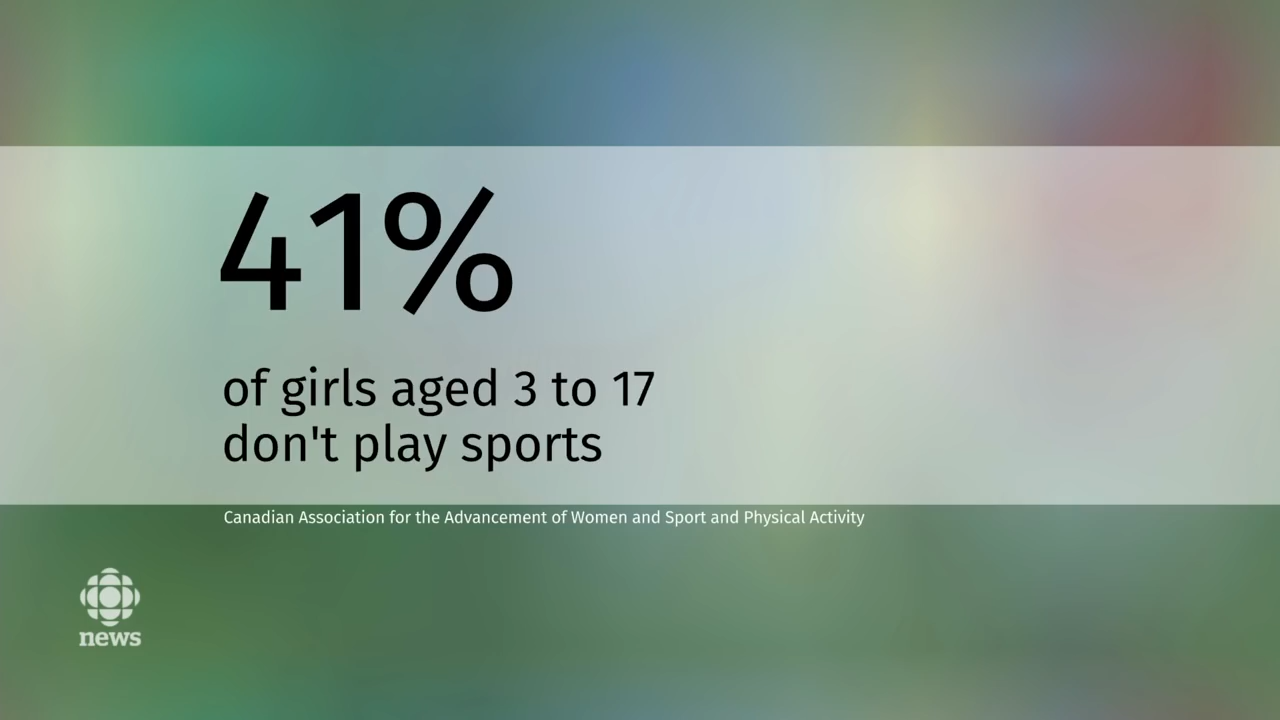 41%
of girls aged 3 to 17
don't play sports
Canadian Association for the Advancement of Women and Sport and Physical Activity
news